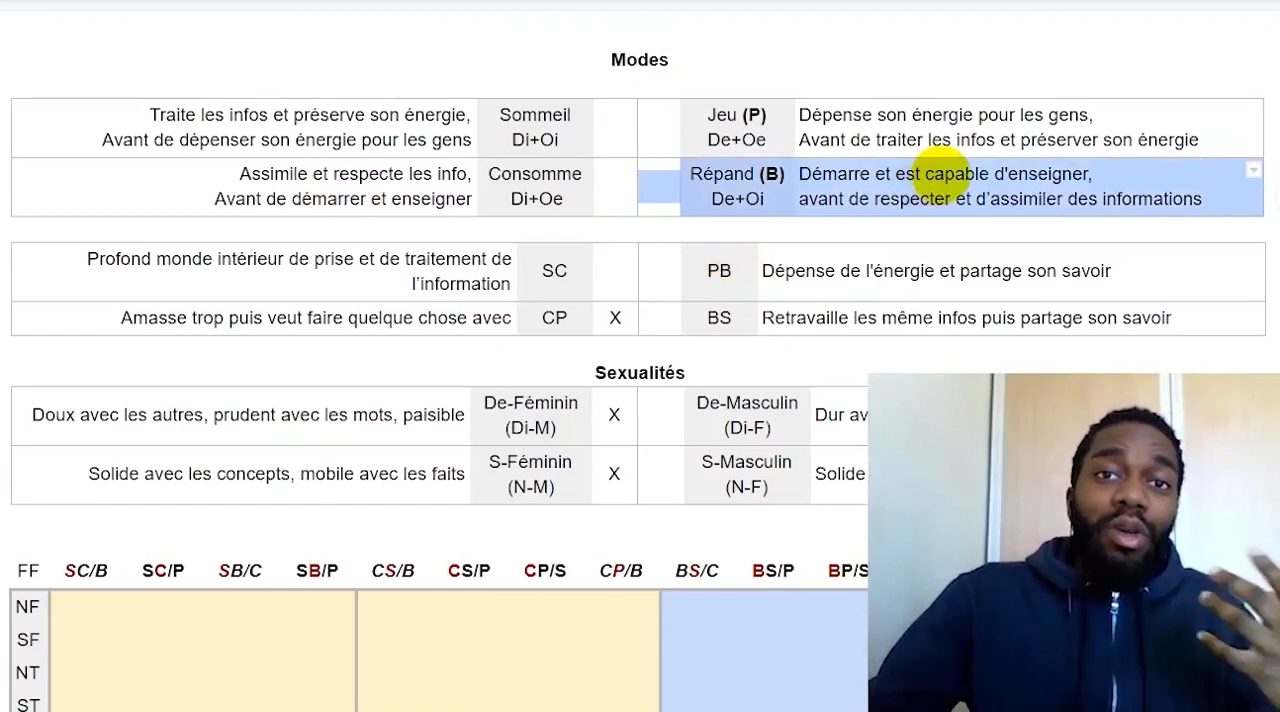 Modes
Traite les infos et préserve son énergie,
Avant de dépenser son énergie pour les gens
Sommeil
Di+Oi
Jeu (P)
De+Oe
Dépense son énergie pour les gens,
Avant de traiter les infos et préserver son énergie
Assimile et respecte les info,
Avant de démarrer et enseigner
Consomme
Di+Oe
Répand (B)
De+Oi
Démarre et est capable d'enseigner,
avant de respecter et d'assimiler des informations
Profond monde intérieur de prise et de traitement de
l'information
SC
PB
Dépense de l'énergie et partage son savoir
Amasse trop puis veut faire quelque chose avec
CP
X
BS
Retravaille les même infos puis partage son savoir
Sexualités
Doux avec les autres, prudent avec les mots, paisible
De-Féminin
(Di-M)
X
De-Masculin
(Di-F)
Dur av
Solide avec les concepts, mobile avec les faits
S-Féminin
(N-M)
X
S-Masculin
(N-F)
Solide
FF SC/B SC/P SB/C SB/P CS/B CS/P CP/S CP/B BS/C BS/P BP/S
NF
SF
NT
ST